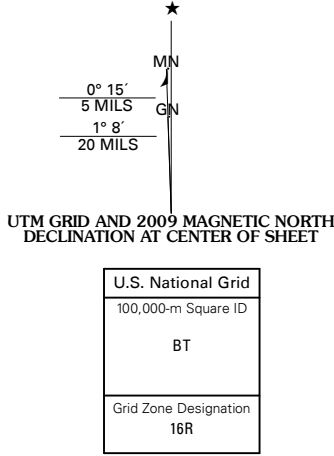 ★
MN
0° 15´
5 MILS
GN
1° 8´
20 MILS
UTM GRID AND 2009 MAGNETIC NORTH
DECLINATION AT CENTER OF SHEET
U.S. National Grid
100,000-m Square ID
BT
Grid Zone Designation
16R